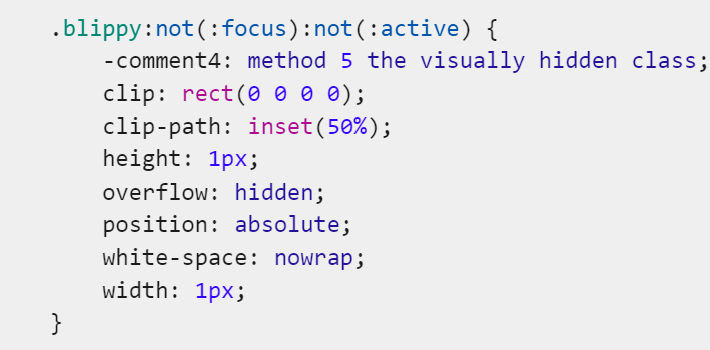 .blippy:not(:focus):not(:active) {
-comment4: method 5 the visually hidden class;
clip: rect(0 0 0 0);
clip-path: inset(50%);
height: 1px;
overflow: hidden;
position: absolute;
white-space: nowrap;
width: 1px;
}